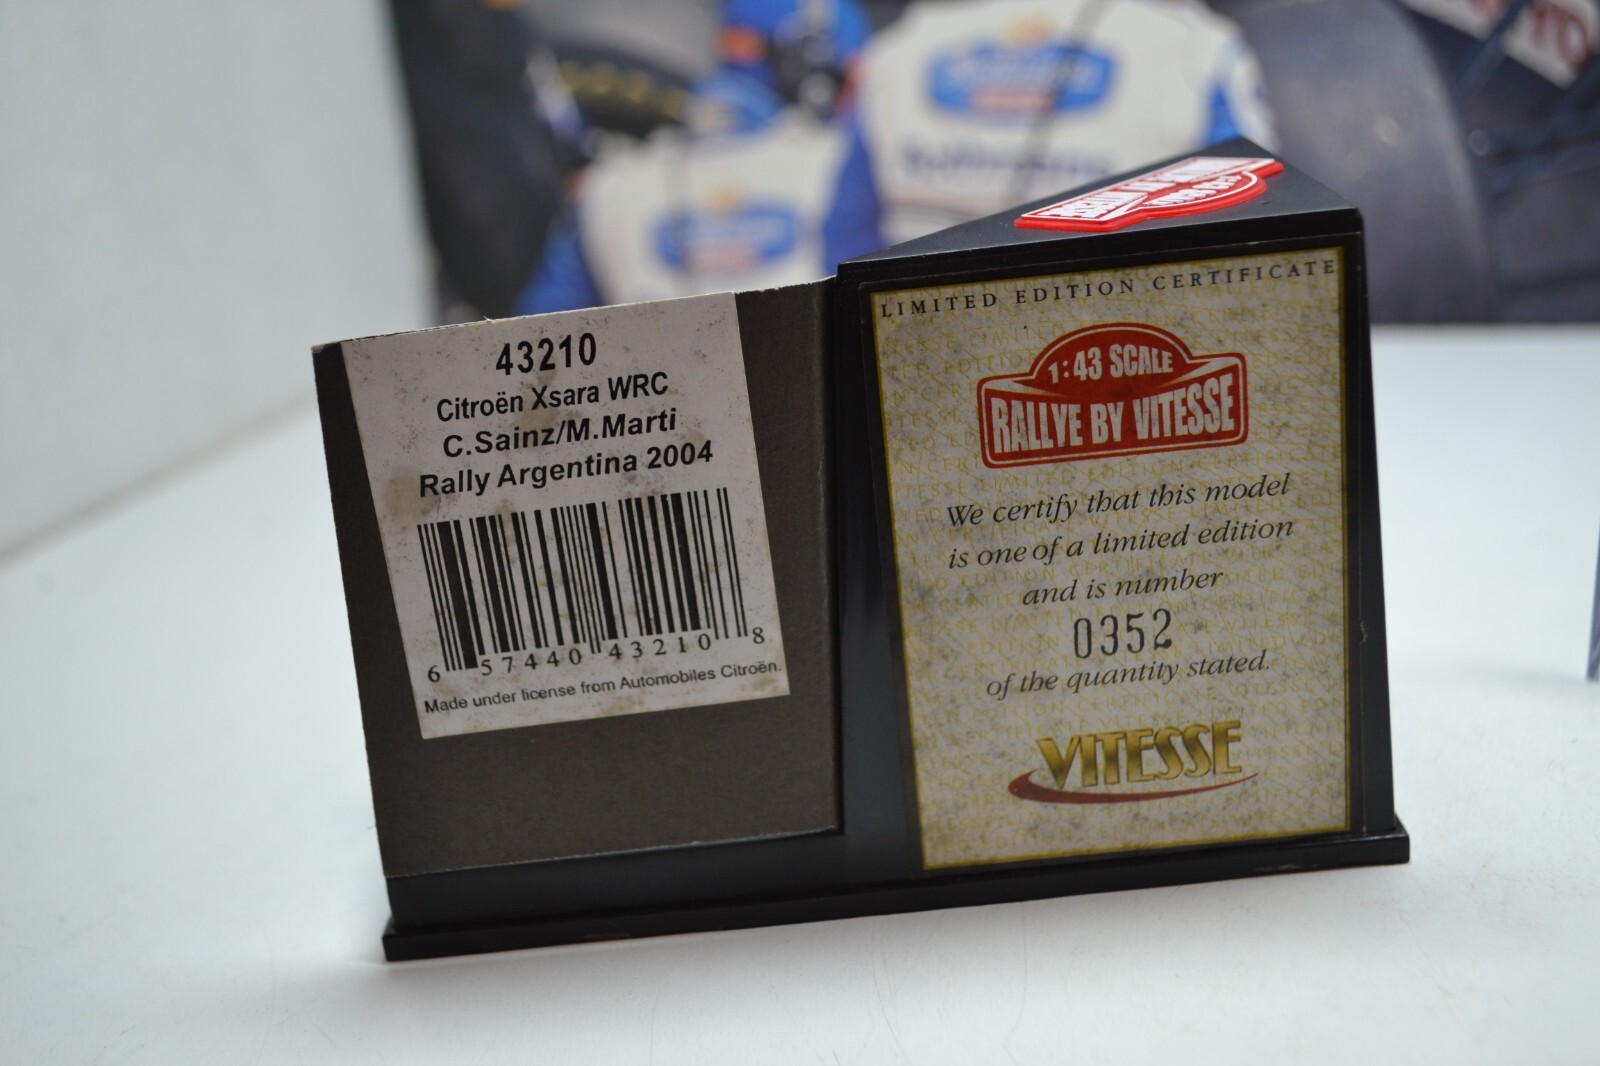 43210
Citroën Xsara WRC
C.Sainz/M.Marti
Rally Argentina 2004
6 57440 43210 8
Made under license from Automobiles Citroën.
LIMITED EDITION CERTIFICATE
1:43 SCALE
RALLYE BY VITESSE
We certify that this model
is one of a limited edition
and is number
0352
of the quantity stated.
VITESSE